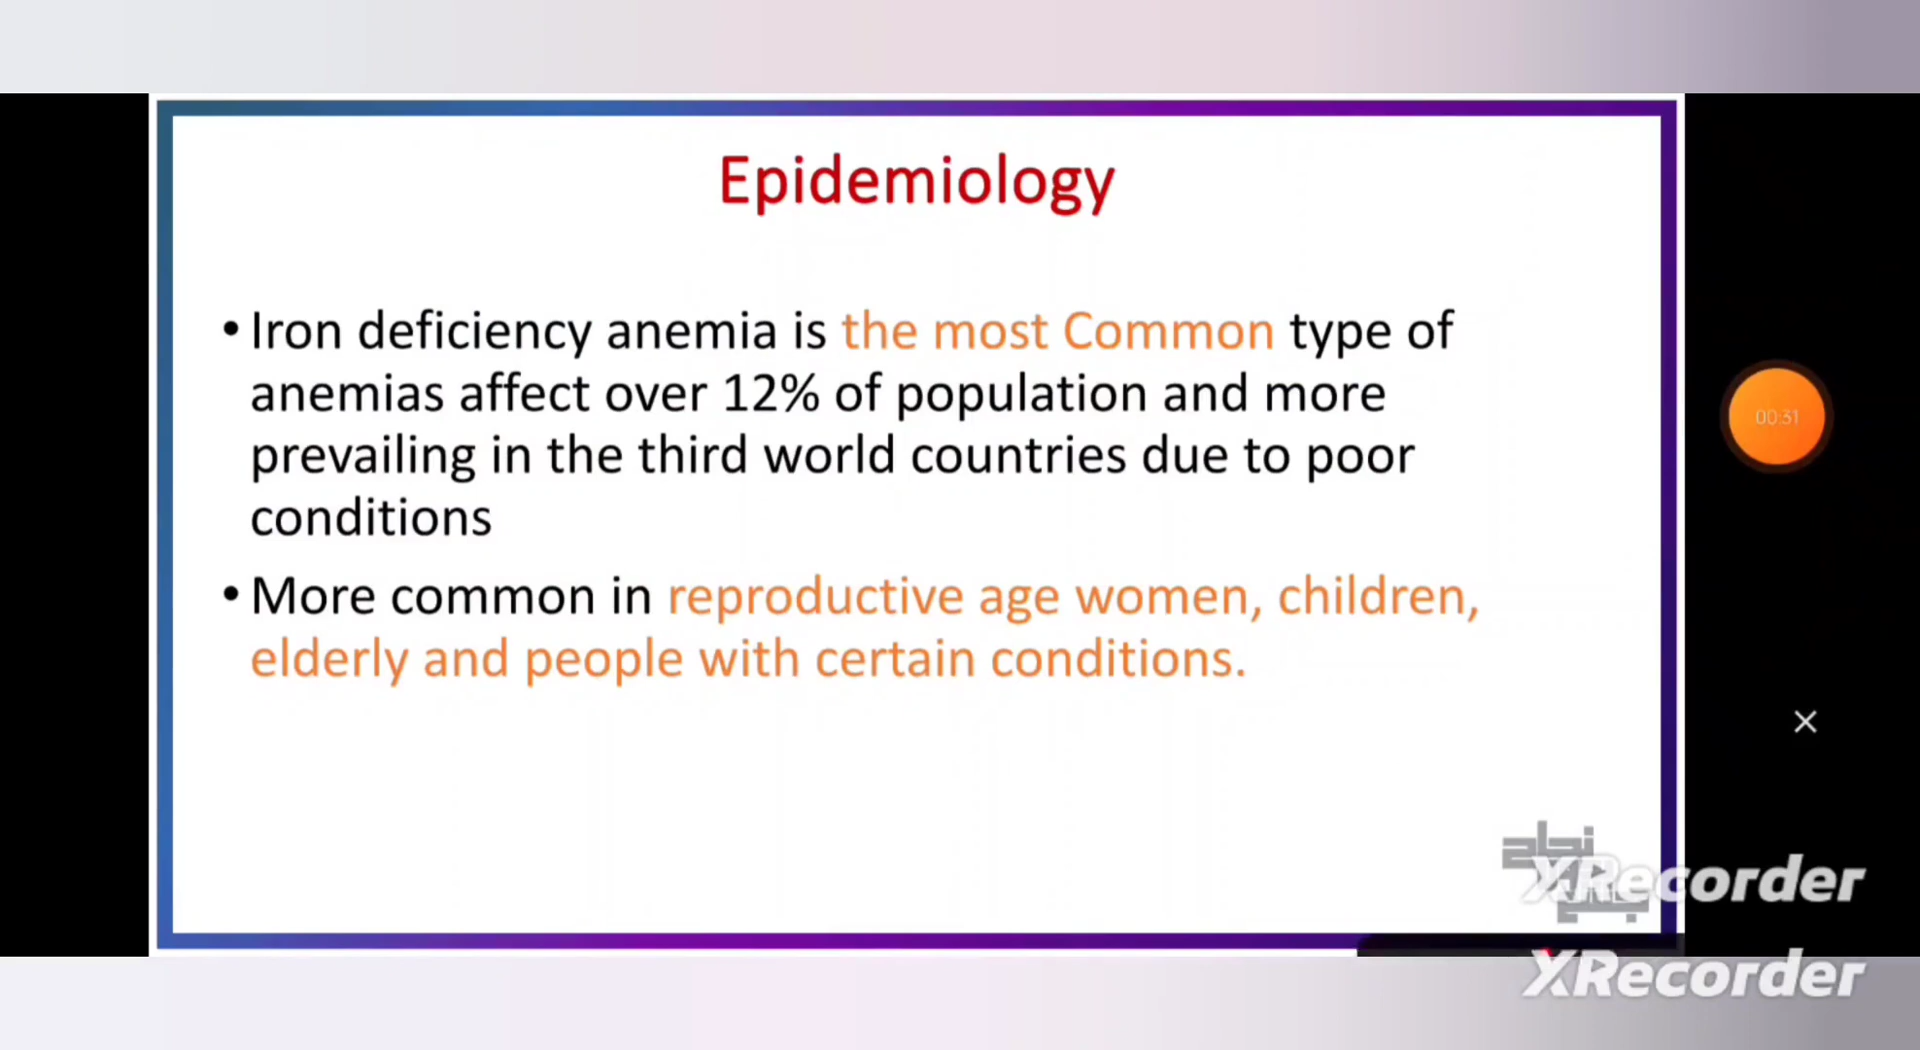 Epidemiology
• Iron deficiency anemia is the most Common type of
anemias affect over 12% of population and more
prevailing in the third world countries due to poor
conditions
• More common in reproductive age women, children,
elderly and people with certain conditions.
00:31
نجاح
XRecorder
XRecorder